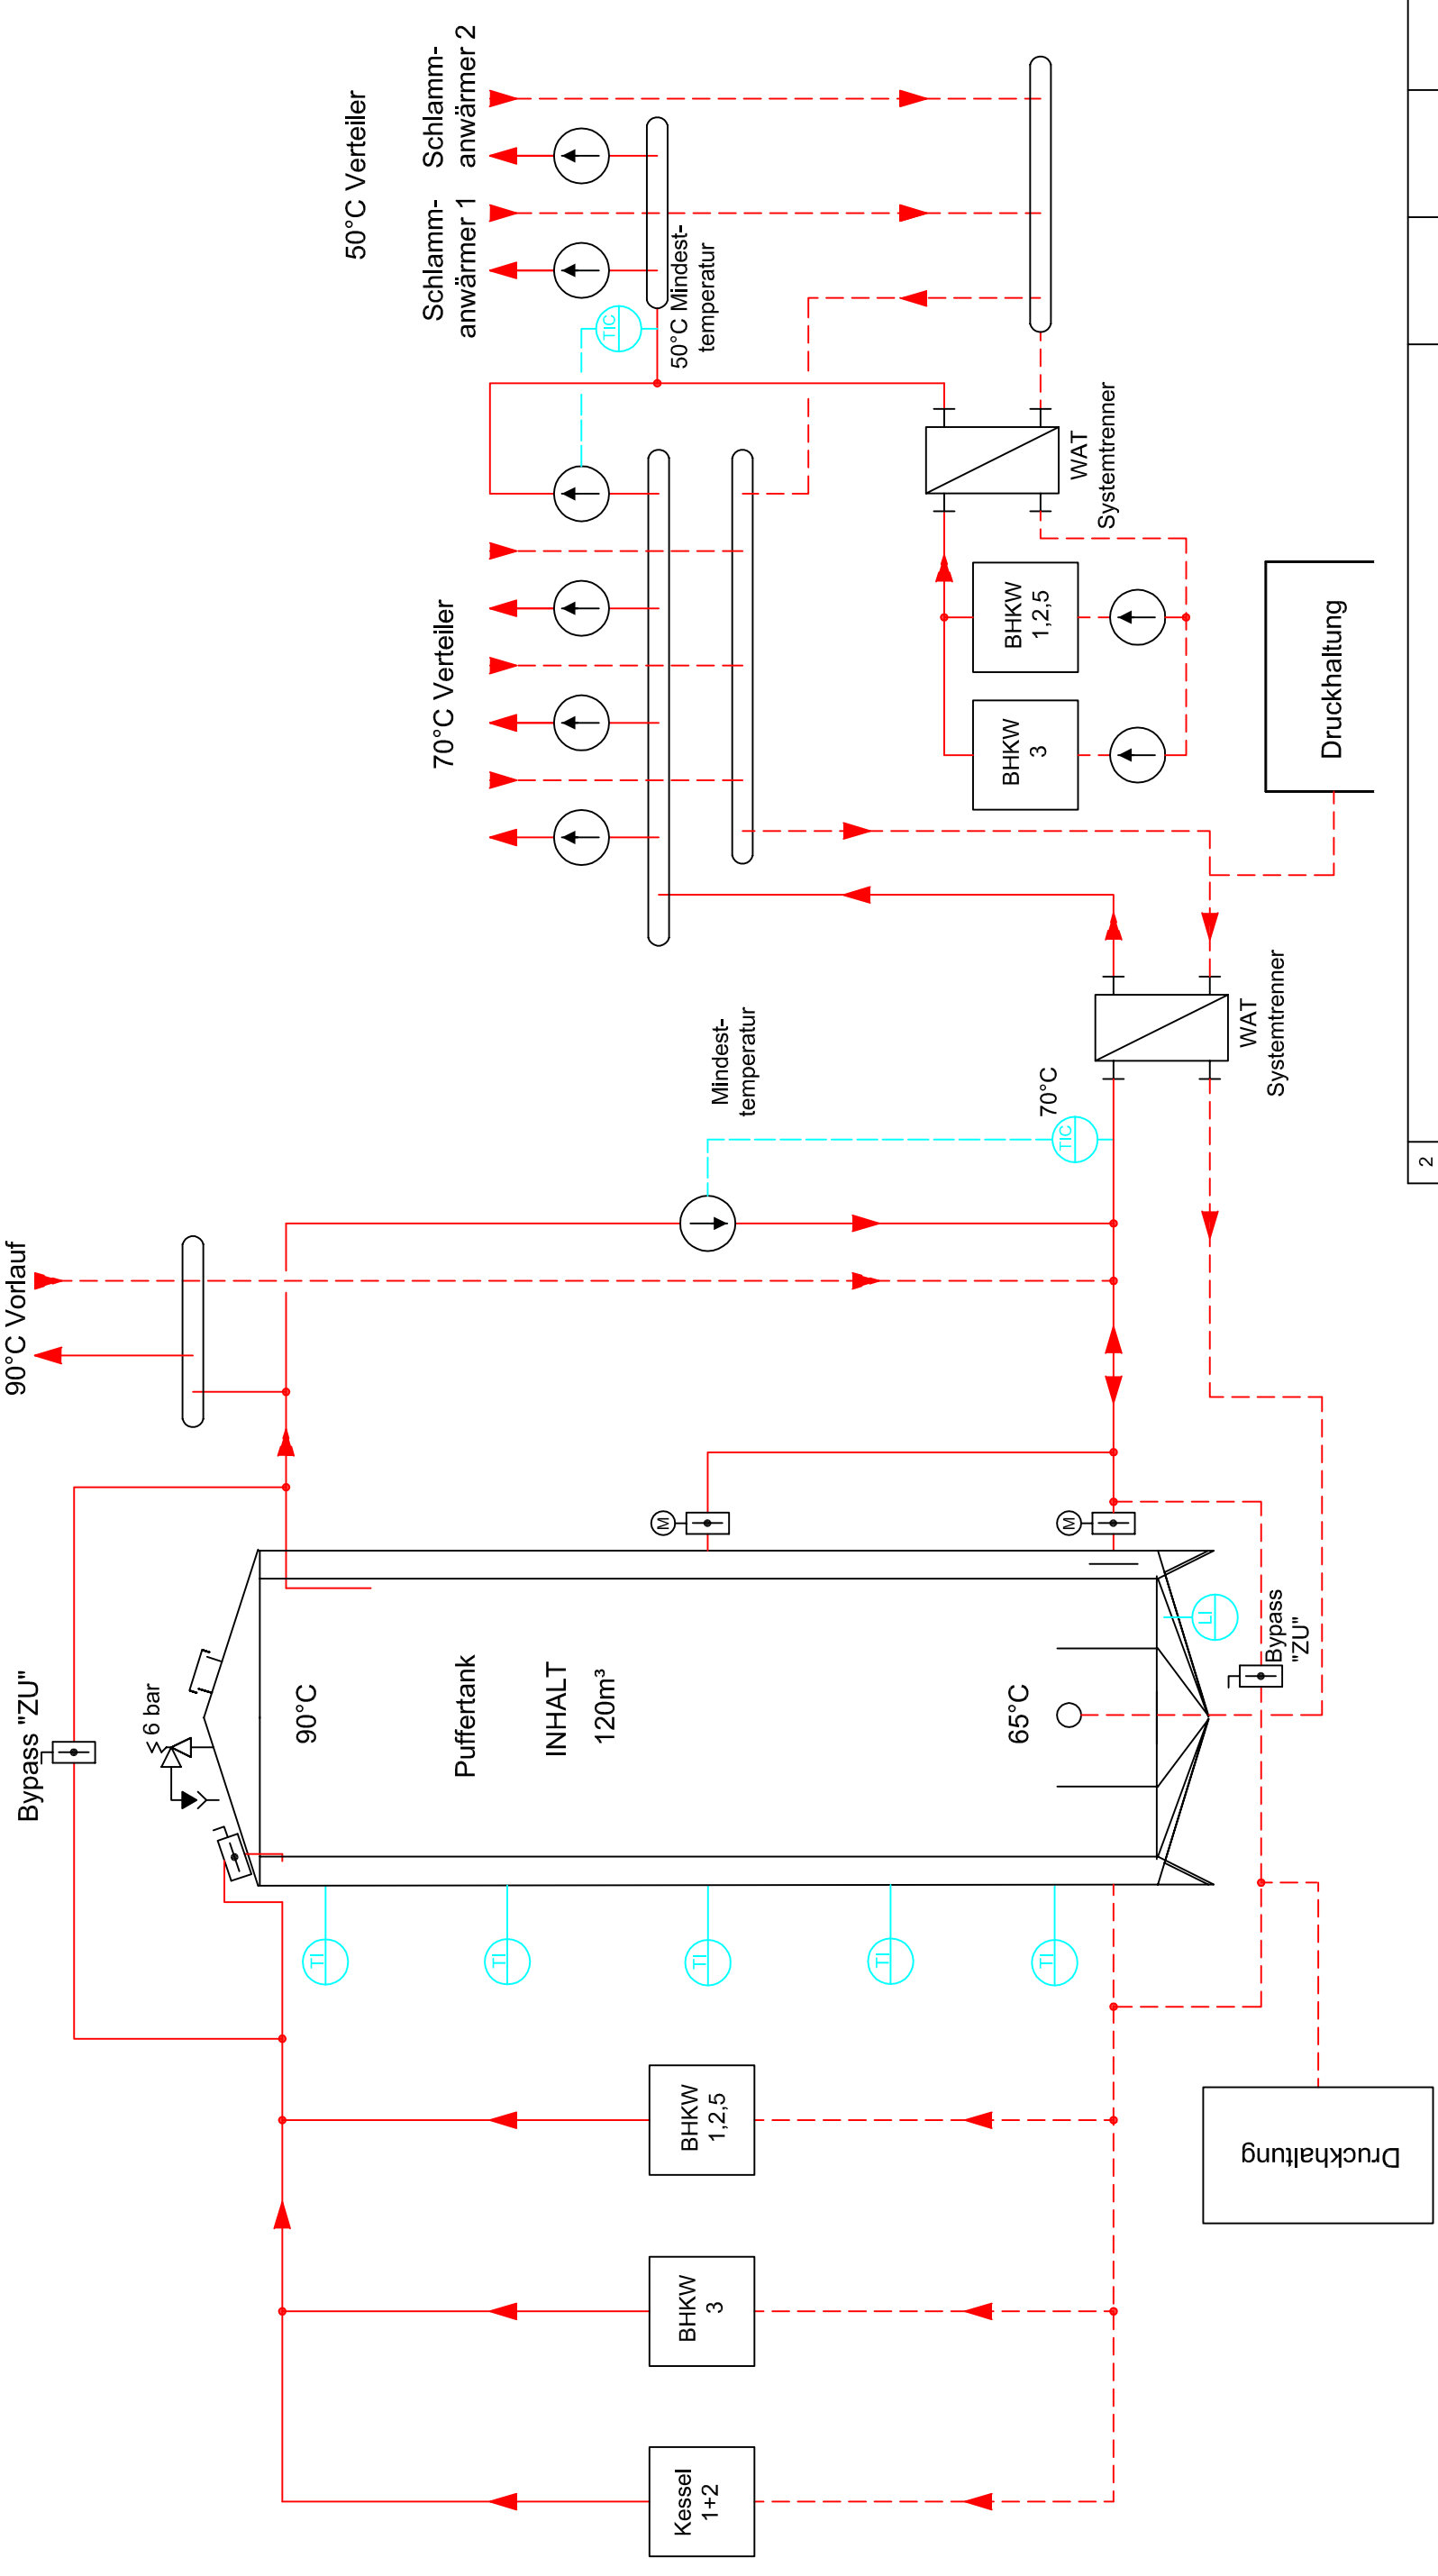 90°C Vorlauf
Bypass "ZU"
< 6 bar
90°C
Puffertank
INHALT
120m³
65°C
LI
Bypass
"ZU"
M
M
TI
TI
TI
TI
TI
BHKW
1,2,5
BHKW
3
Kessel
1+2
Druckhaltung
Mindest-
temperatur
70°C
TIC
WAT
Systemtrenner
70°C Verteiler
50°C Verteiler
Schlamm-
anwärmer 1
Schlamm-
anwärmer 2
TIC
50°C Mindest-
temperatur
WAT
Systemtrenner
BHKW
3
BHKW
1,2,5
Druckhaltung
2